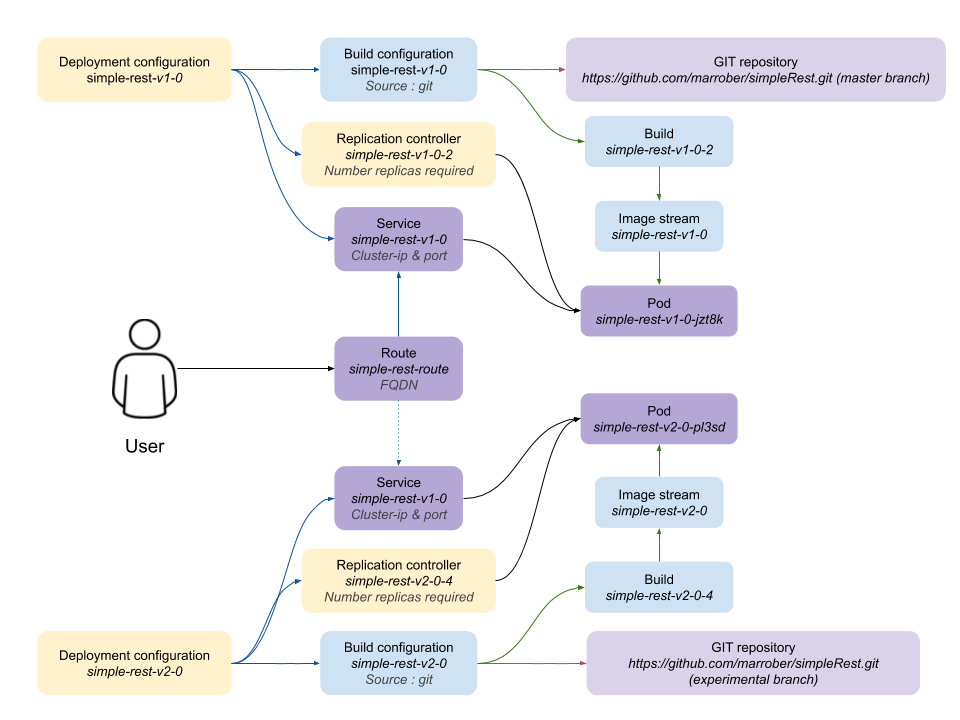 Deployment configuration
simple-rest-v1-0
Build configuration
simple-rest-v1-0
Source : git
GIT repository
https://github.com/marrober/simpleRest.git (master branch)
Replication controller
simple-rest-v1-0-2
Number replicas required
Build
simple-rest-v1-0-2
Service
simple-rest-v1-0
Cluster-ip & port
Image stream
simple-rest-v1-0
Pod
simple-rest-v1-0-jzt8k
Route
simple-rest-route
FQDN
User
Pod
simple-rest-v2-0-pl3sd
Service
simple-rest-v1-0
Cluster-ip & port
Image stream
simple-rest-v2-0
Replication controller
simple-rest-v2-0-4
Number replicas required
Build
simple-rest-v2-0-4
Deployment configuration
simple-rest-v2-0
Build configuration
simple-rest-v2-0
Source : git
GIT repository
https://github.com/marrober/simpleRest.git
(experimental branch)